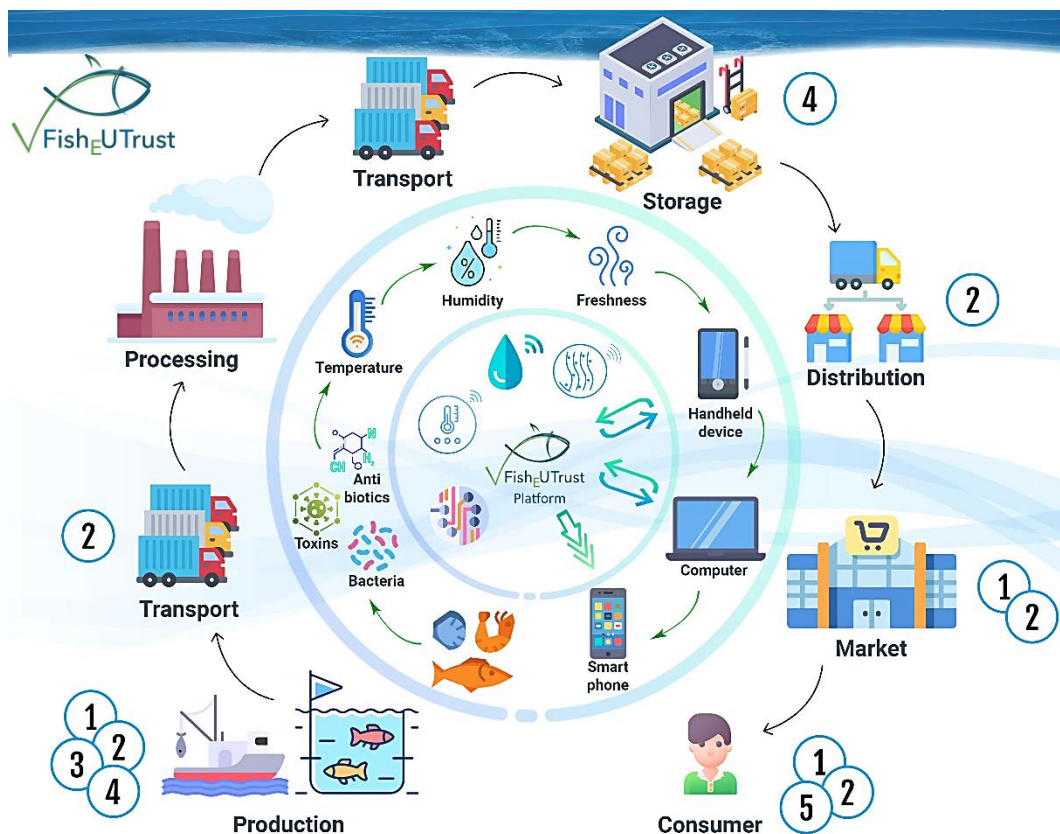 FishEUTrust
Transport
Storage
4
Processing
Distribution
2
Transport
2
Market
1
2
Production
1
2
3
4
Consumer
1
2
5
Humidity
%
Freshness
Temperature
Handheld
device
Anti
biotics
N
H2
CH
O
O
Toxins
Bacteria
Computer
Smart
phone
FishEUTrust
Platform